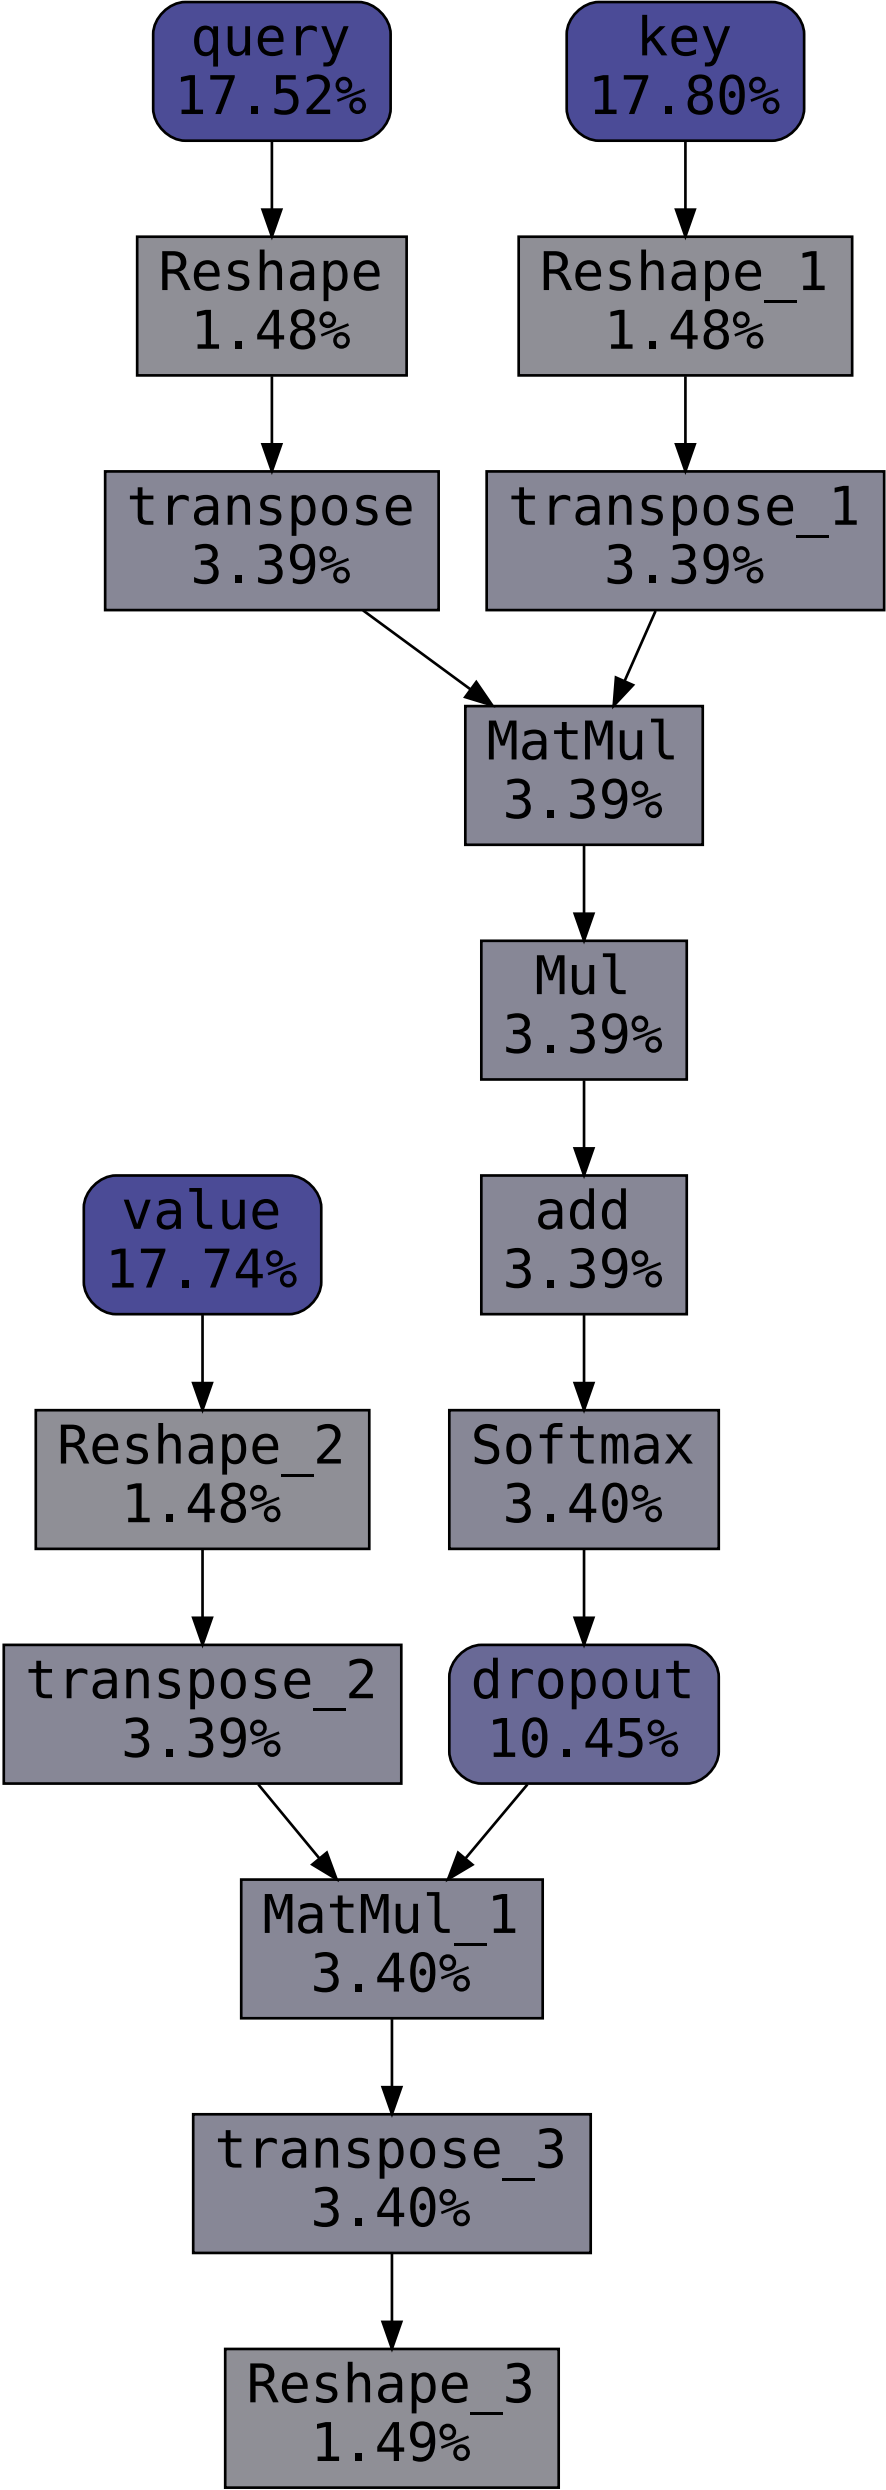 query
17.52%
key
17.80%
Reshape
1.48%
Reshape_1
1.48%
transpose
3.39%
transpose_1
3.39%
MatMul
3.39%
Mul
3.39%
value
17.74%
add
3.39%
Reshape_2
1.48%
Softmax
3.40%
transpose_2
3.39%
dropout
10.45%
MatMul_1
3.40%
transpose_3
3.40%
Reshape_3
1.49%